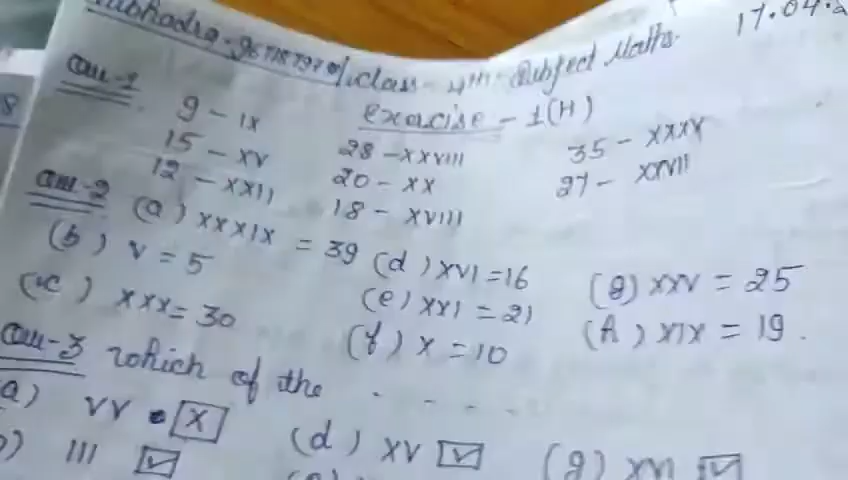 class - 4th Subject Maths. 17.04.2
Exercise - 1(H)
Qu-1 9 - IX 28 - XXVIII 35 - XXXV
15 - XV 20 - XX 27 - XXVII
12 - XXII 18 - XVIII
Qu-2 (a) XXXIX = 39 (d) XVI = 16 (g) XXV = 25
(b) V = 5 (e) XXI = 21 (h) XIX = 19.
(c) XXX = 30 (f) X = 10
Qu-3 which of the - - - -
a) VV X (d) XV ✓ (g) XVI ✓
) III ✓